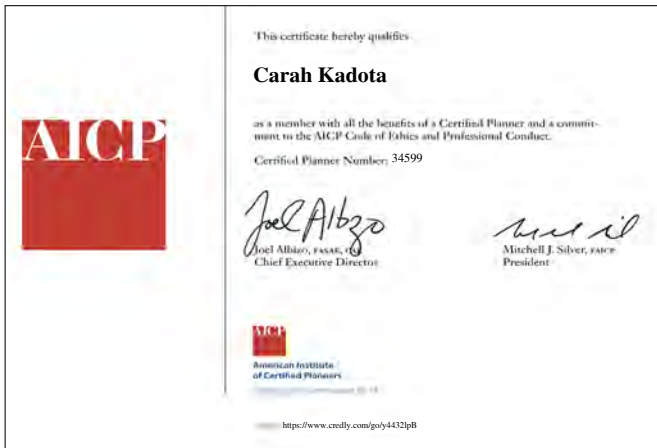 AICP
This certificate hereby qualifies
Carah Kadota
as a member with all the benefits of a Certified Planner and a commit-
ment to the AICP Code of Ethics and Professional Conduct.
Certified Planner Number: 34599
Joel Albizo
Joel Albizo, FASAE,
Chief Executive Director
Mitchell J. Silver, FAICP
President
AICP
American Institute
of Certified Planners
https://www.credly.com/go/y4432lpB